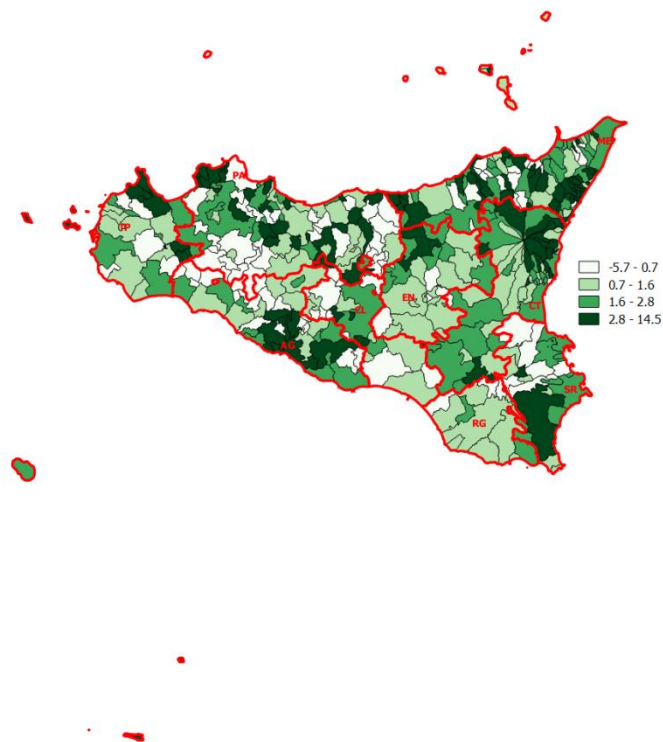 ME
PA
TP
EN
CL
CT
AG
SR
RG
-5.7 - 0.7
0.7 - 1.6
1.6 - 2.8
2.8 - 14.5